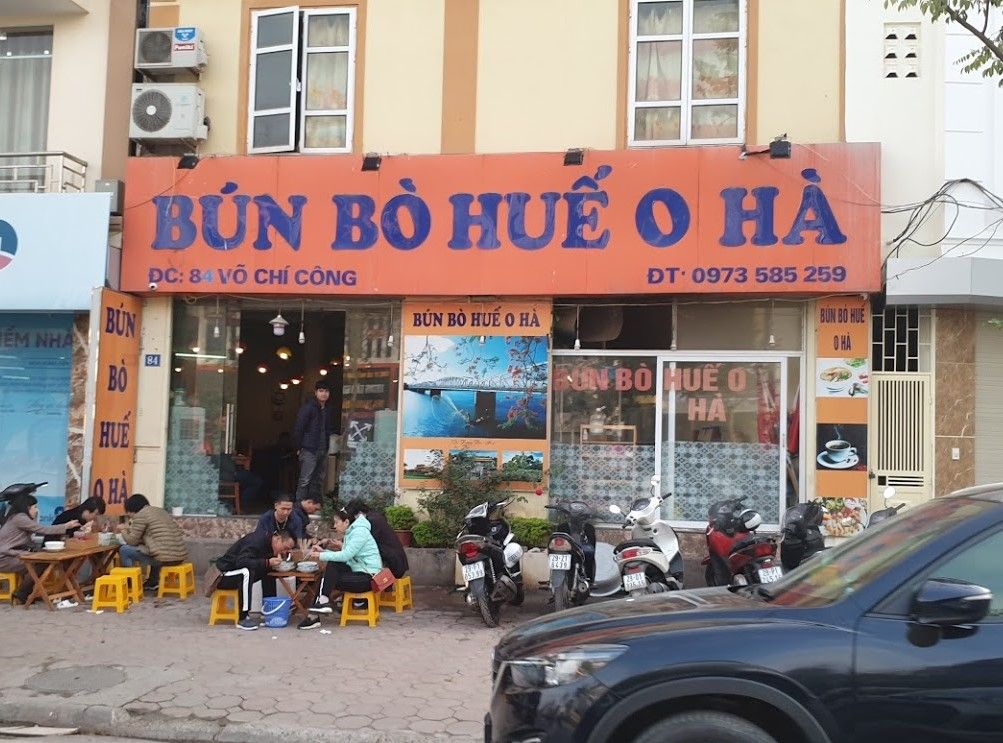 BÚN BÒ HUẾ O HÀ
ĐC: 84 VÕ CHÍ CÔNG
ĐT: 0973 585 259
BÚN
BÒ
HUẾ
O HÀ
84
BÚN BÒ HUẾ O HÀ
BÚN BÒ HUẾ O
HÀ
BÚN BÒ HUẾ
O HÀ